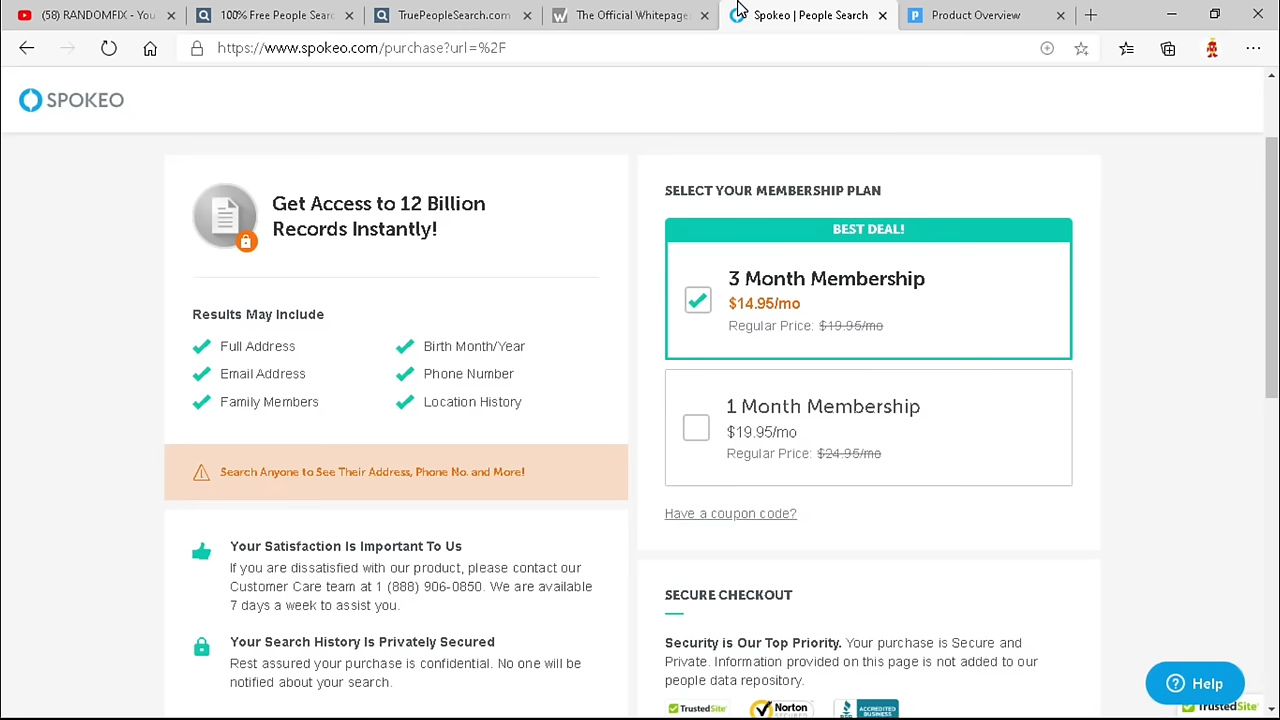 (58) RANDOMFIX - You
100% Free People Sear
TruePeopleSearch.com
The Official Whitepage
Spokeo | People Search
Product Overview
https://www.spokeo.com/purchase?url=%2F
SPOKEO
Get Access to 12 Billion
Records Instantly!
Results May Include
Full Address
Birth Month/Year
Email Address
Phone Number
Family Members
Location History
Search Anyone to See Their Address, Phone No. and More!
Your Satisfaction Is Important To Us
If you are dissatisfied with our product, please contact our
Customer Care team at 1 (888) 906-0850. We are available
7 days a week to assist you.
Your Search History Is Privately Secured
Rest assured your purchase is confidential. No one will be
notified about your search.
SELECT YOUR MEMBERSHIP PLAN
BEST DEAL!
3 Month Membership
$14.95/mo
Regular Price: $19.95/mo
1 Month Membership
$19.95/mo
Regular Price: $24.95/mo
Have a coupon code?
SECURE CHECKOUT
Security is Our Top Priority. Your purchase is Secure and
Private. Information provided on this page is not added to our
people data repository.
TrustedSite
Norton
SECURED
BBB
ACCREDITED
BUSINESS
Help
TrustedSite